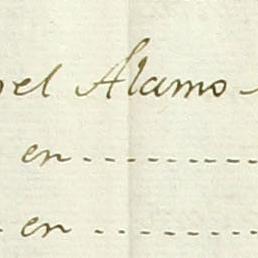 el Alamo -
en ...........
- en ..........